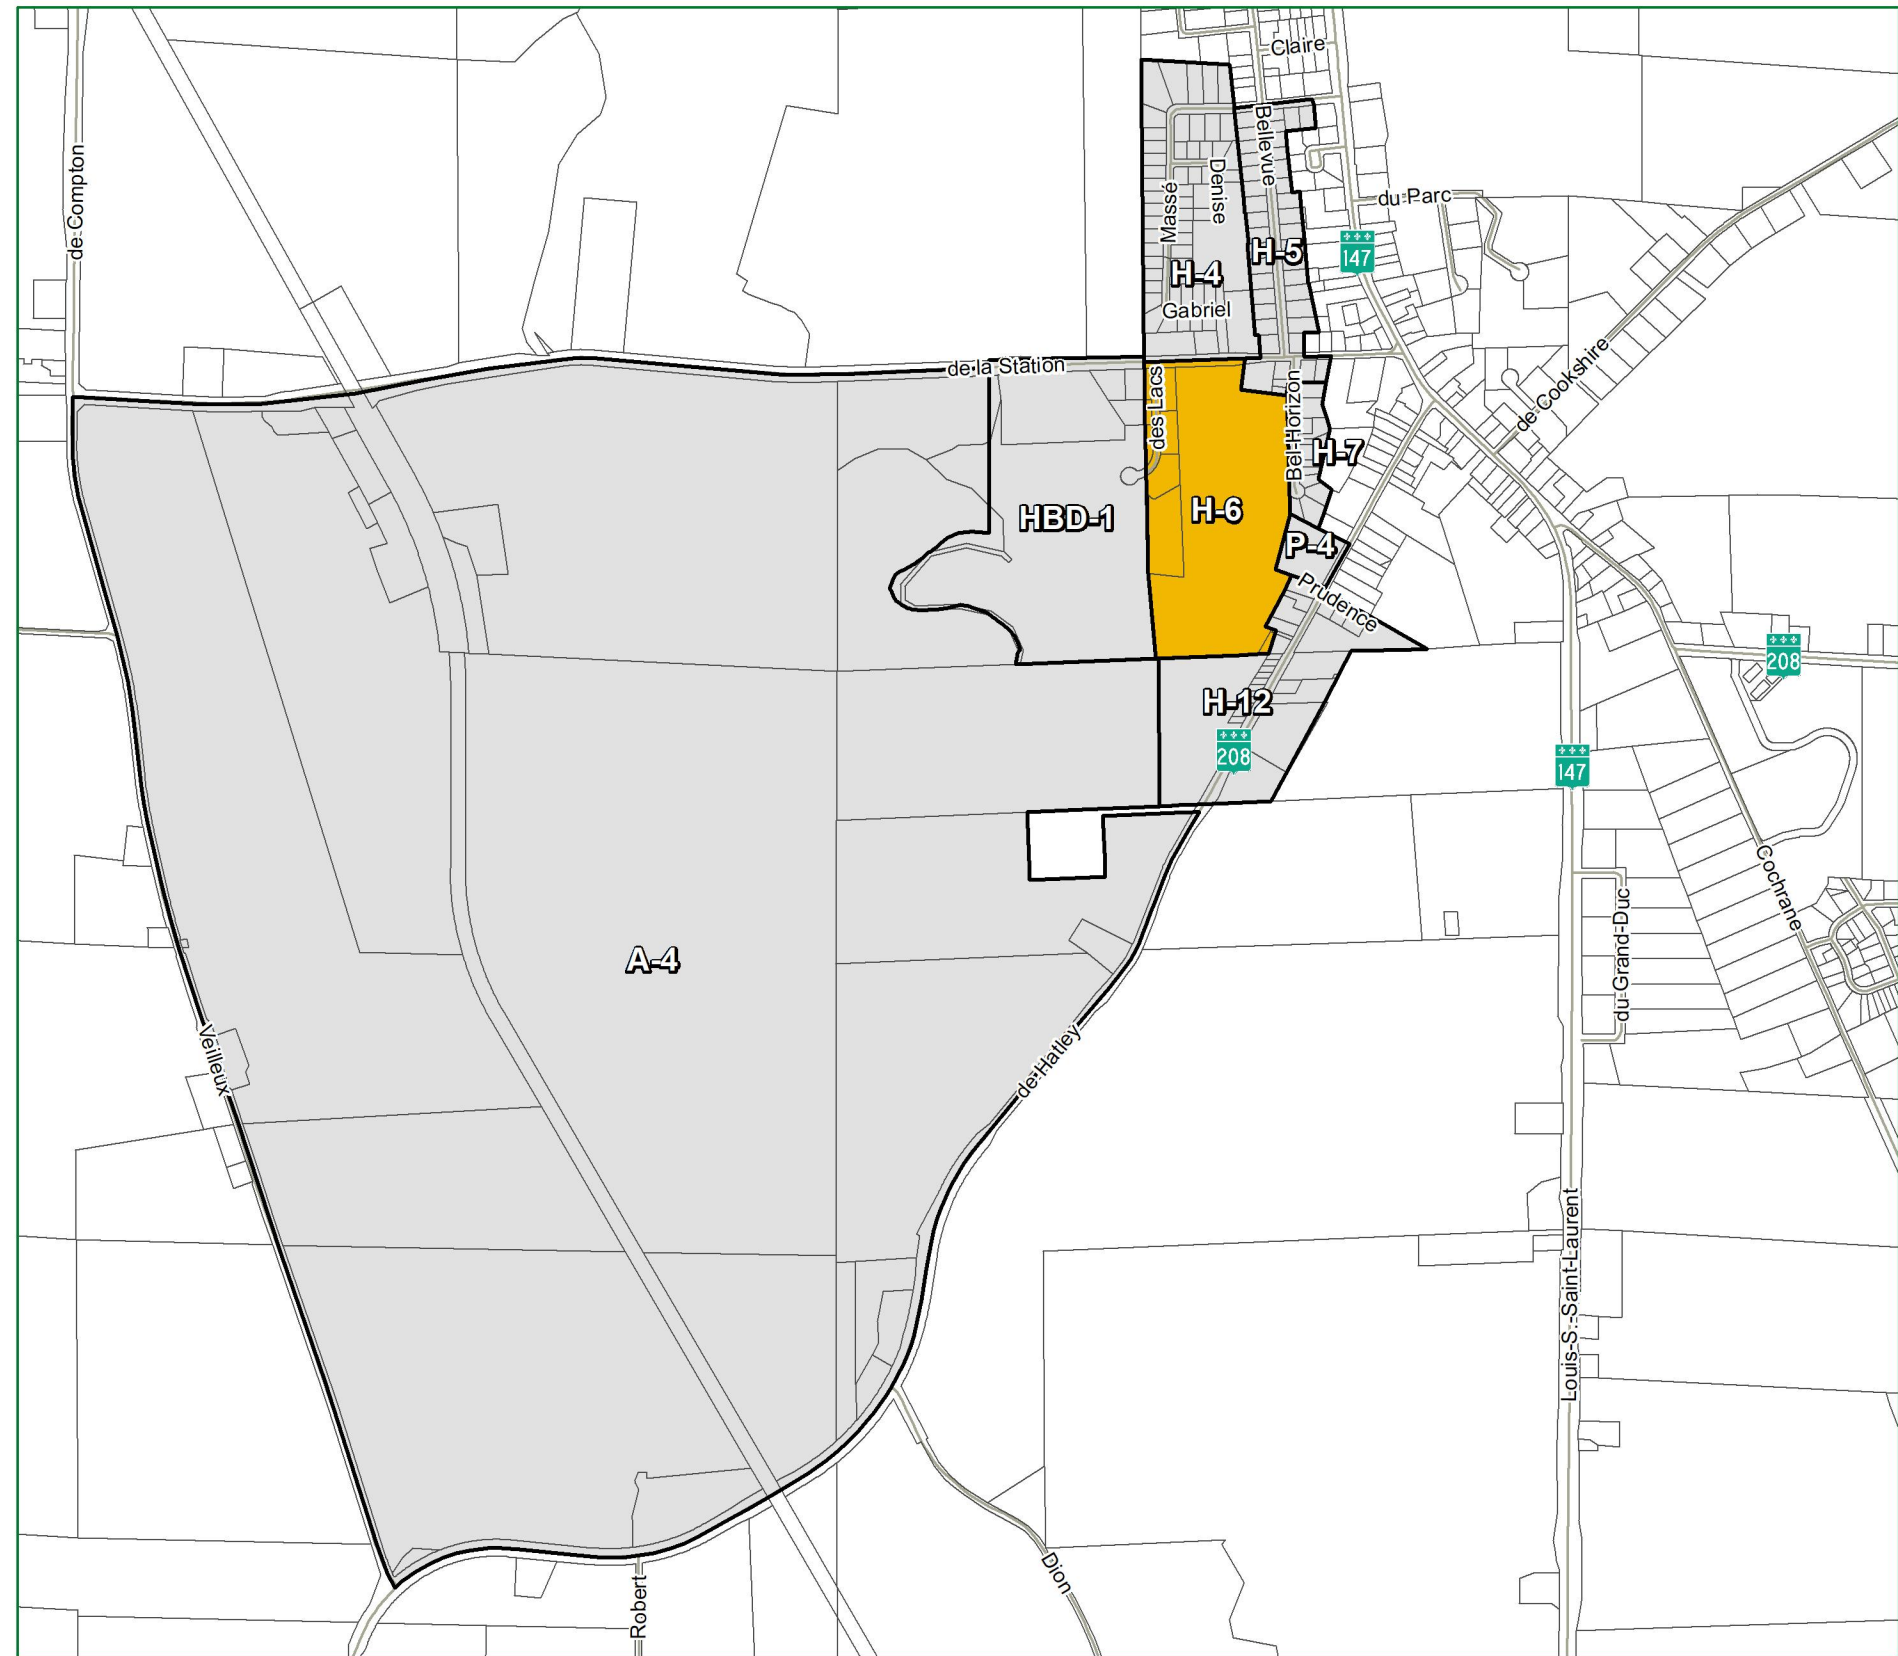 Claire
de Compton
Bellevue
Denise
Massé
du Parc
147
H-5
H-4
Gabriel
de la Station
de Cookshire
des Lacs
Bel-Horizon
H-7
HBD-1
H-6
P-4
Prudence
208
H-12
208
147
Cochrane
du Grand-Duc
A-4
Veilleux
de Hatley
Louis-S.-Saint-Laurent
Robert
Dion